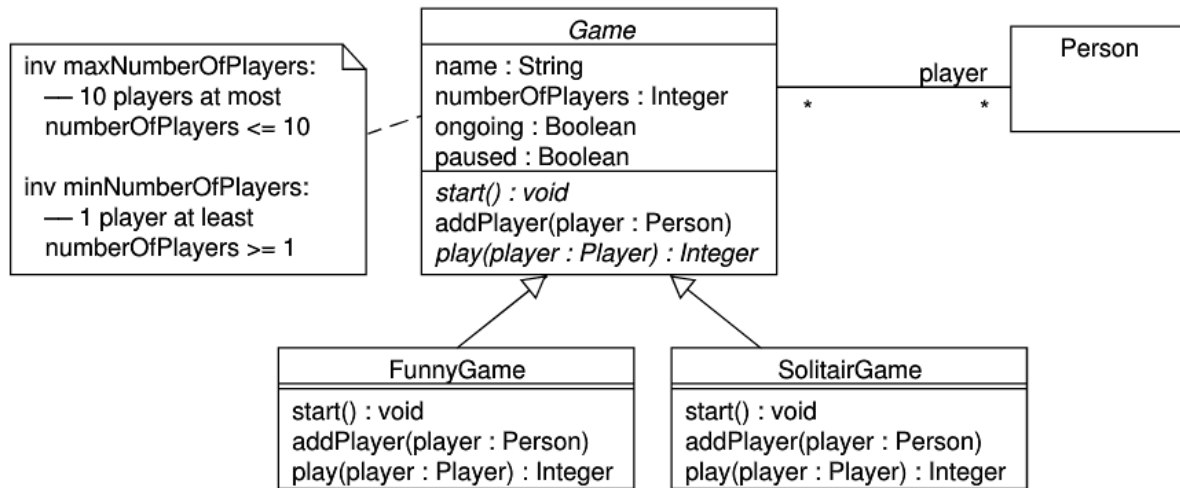 inv maxNumberOfPlayers:
— 10 players at most
numberOfPlayers <= 10
inv minNumberOfPlayers:
— 1 player at least
numberOfPlayers >= 1
Game
name : String
numberOfPlayers : Integer
ongoing : Boolean
paused : Boolean
start() : void
addPlayer(player : Person)
play(player : Player) : Integer
player
* *
Person
FunnyGame
start() : void
addPlayer(player : Person)
play(player : Player) : Integer
SolitairGame
start() : void
addPlayer(player : Person)
play(player : Player) : Integer